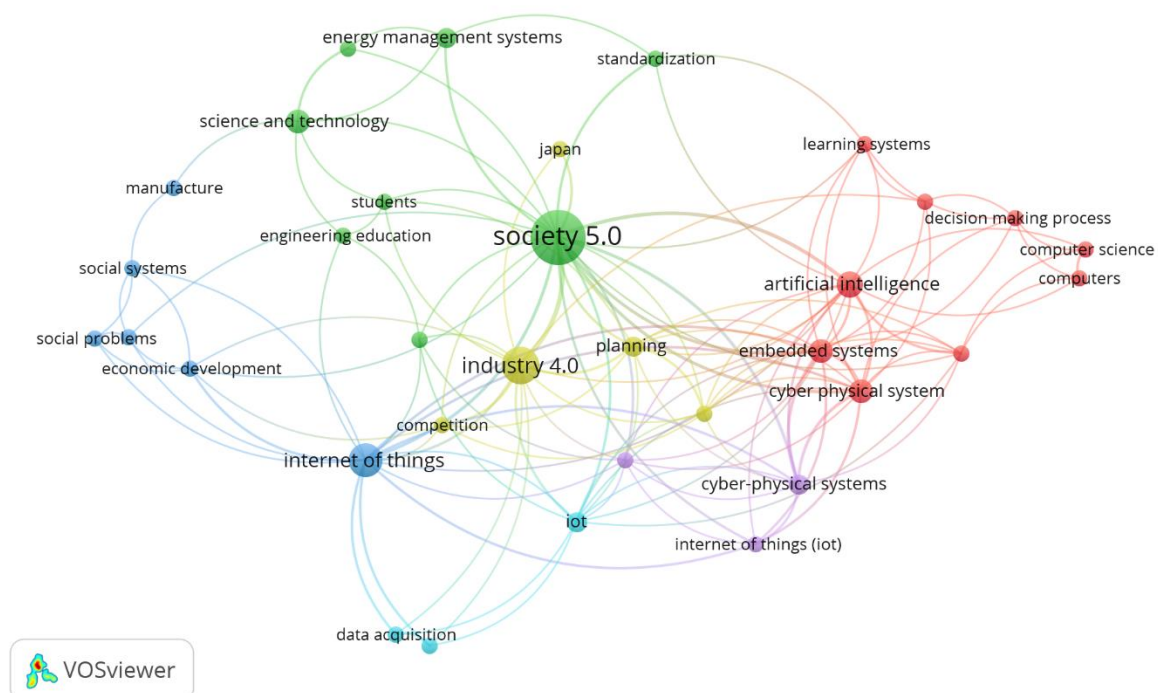 energy management systems
standardization
science and technology
japan
learning systems
manufacture
students
decision making process
society 5.0
engineering education
computer science
social systems
computers
artificial intelligence
social problems
planning
embedded systems
economic development
industry 4.0
cyber physical system
competition
internet of things
cyber-physical systems
iot
internet of things (iot)
data acquisition
VOSviewer